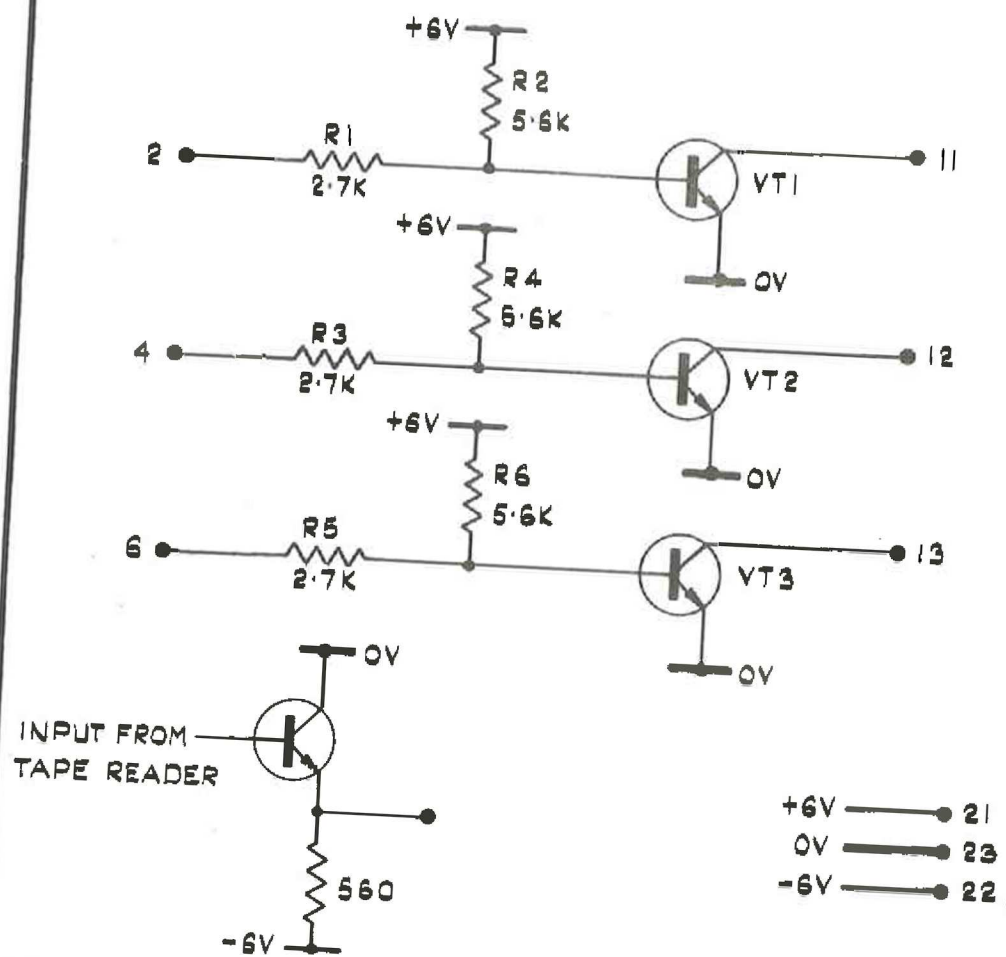 +6V
R2
5.6K
2
R1
2.7K
VT1
11
0V
+6V
R4
5.6K
4
R3
2.7K
VT2
12
0V
+6V
R6
5.6K
6
R5
2.7K
VT3
13
0V
0V
INPUT FROM
TAPE READER
560
-6V
+6V 21
0V 23
-6V 22